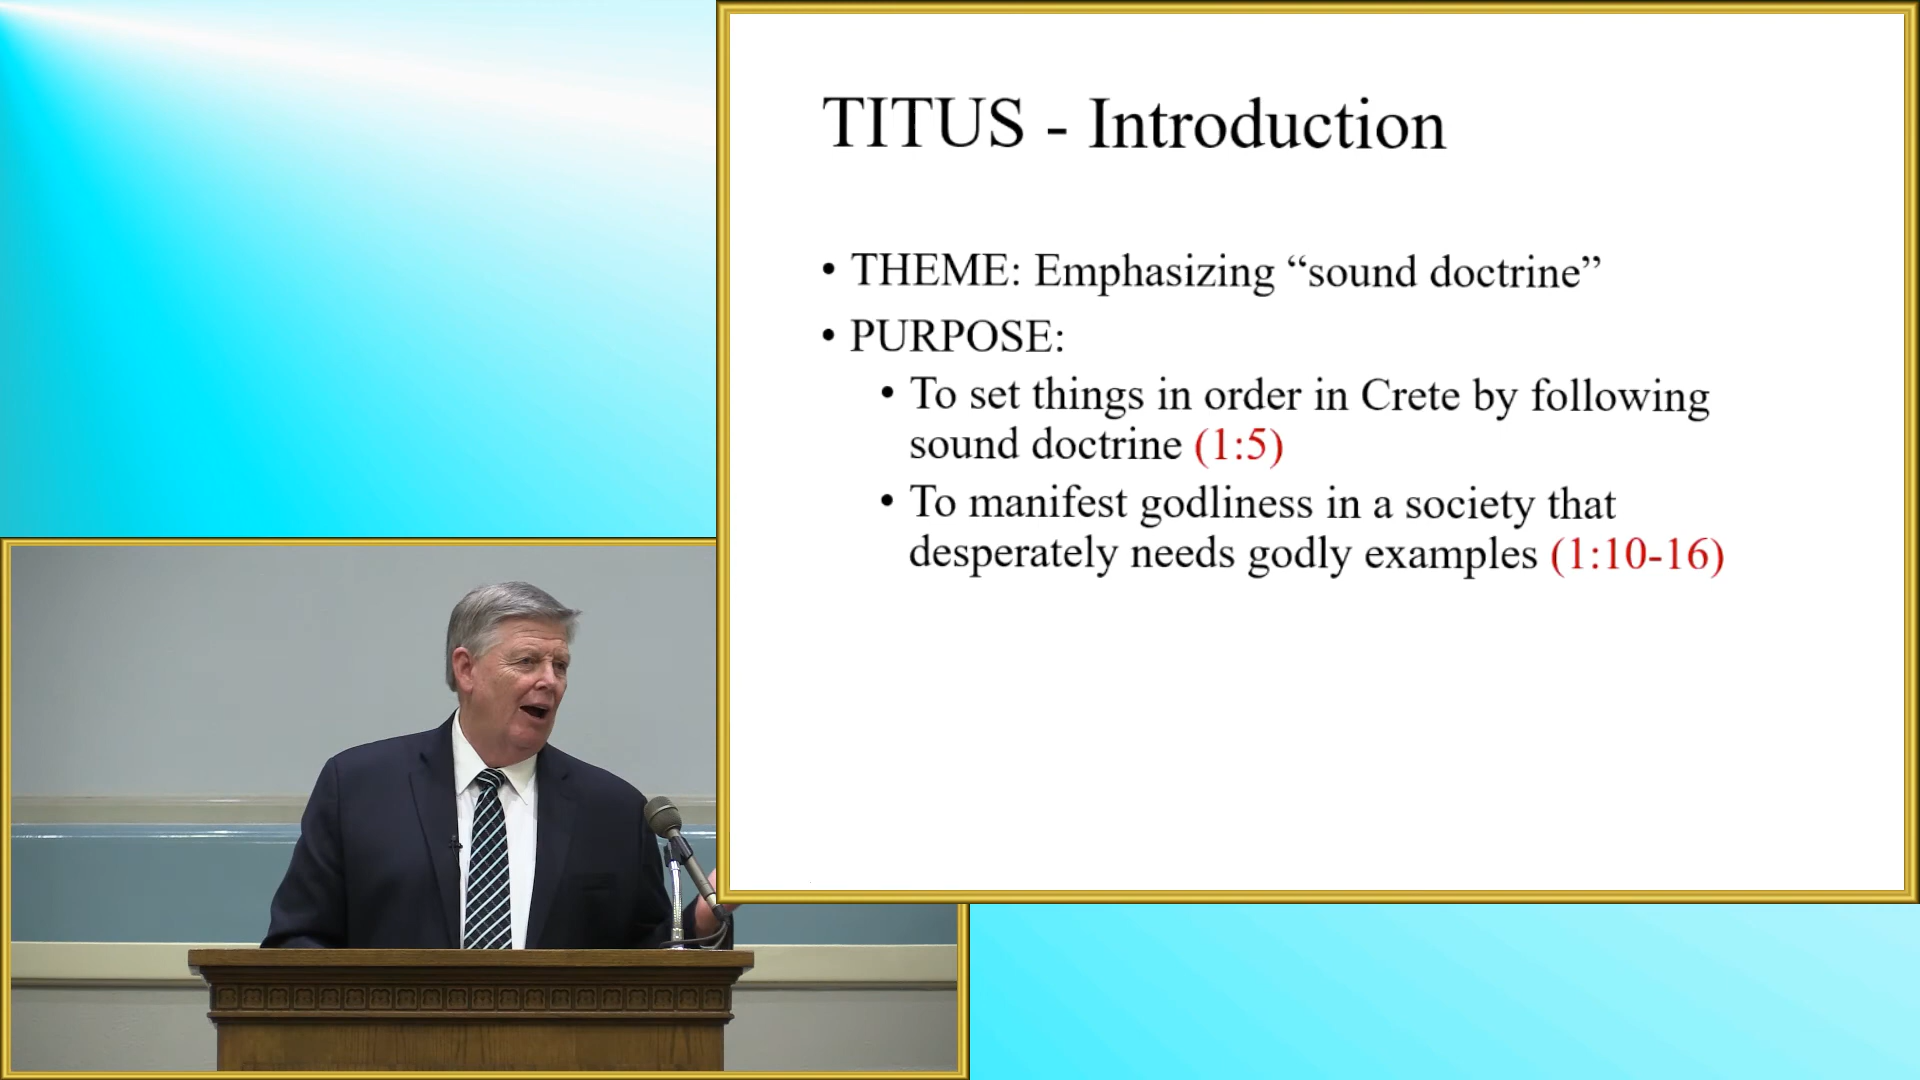 TITUS - Introduction
• THEME: Emphasizing “sound doctrine”
• PURPOSE:
• To set things in order in Crete by following
sound doctrine (1:5)
• To manifest godliness in a society that
desperately needs godly examples (1:10-16)